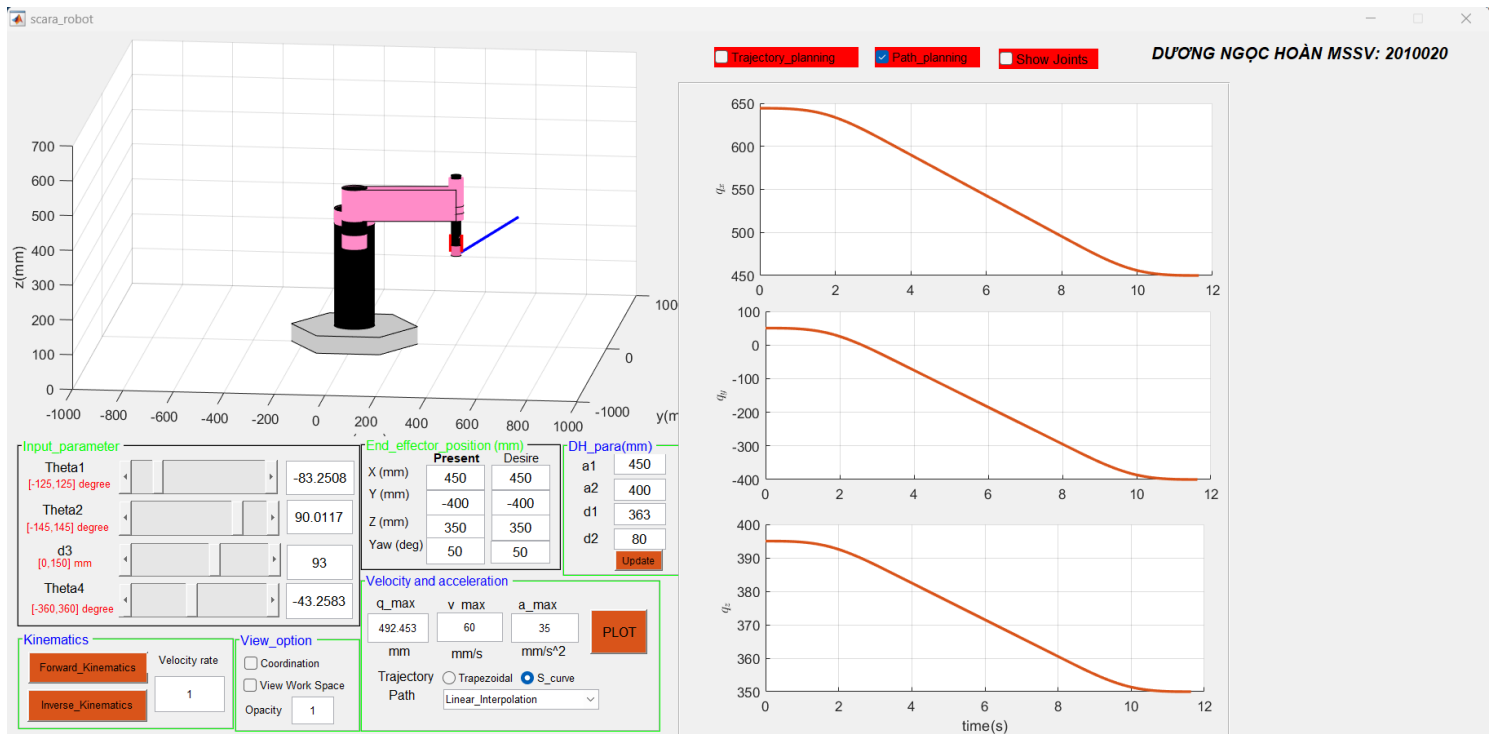 scara_robot
Trajectory_planning
Path_planning
Show Joints
DƯƠNG NGỌC HOÀN MSSV: 2010020
700
600
500
400
300
200
100
0
z(mm)
-1000 -800 -600 -400 -200 0 200 400 600 800 1000
-1000
0
100
y(m
650
600
550
500
450
qx
0 2 4 6 8 10 12
100
0
-100
-200
-300
-400
qy
0 2 4 6 8 10 12
400
390
380
370
360
350
qz
0 2 4 6 8 10 12
time(s)
Input_parameter
Theta1
[-125,125] degree
-83.2508
Theta2
[-145,145] degree
90.0117
d3
[0,150] mm
93
Theta4
[-360,360] degree
-43.2583
End_effector_position (mm)
Present Desire
X (mm) 450 450
Y (mm) -400 -400
Z (mm) 350 350
Yaw (deg) 50 50
DH_para(mm)
a1 450
a2 400
d1 363
d2 80
Update
Kinematics
Forward_Kinematics
Inverse_Kinematics
Velocity rate
1
View_option
Coordination
View Work Space
Opacity 1
Velocity and acceleration
q_max v_max a_max
492.453 60 35
mm mm/s mm/s^2
PLOT
Trajectory Trapezoidal S_curve
Path Linear_Interpolation